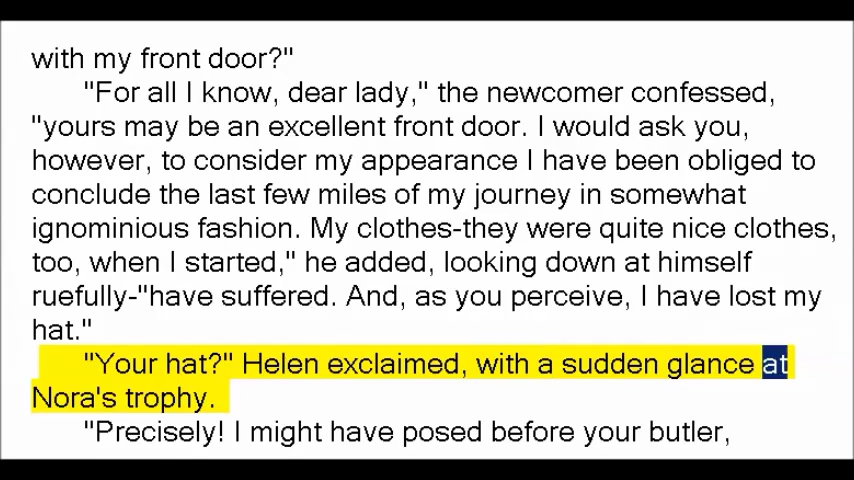 with my front door?"
"For all I know, dear lady," the newcomer confessed,
"yours may be an excellent front door. I would ask you,
however, to consider my appearance I have been obliged to
conclude the last few miles of my journey in somewhat
ignominious fashion. My clothes-they were quite nice clothes,
too, when I started," he added, looking down at himself
ruefully-"have suffered. And, as you perceive, I have lost my
hat."
"Your hat?" Helen exclaimed, with a sudden glance at
Nora's trophy.
"Precisely! I might have posed before your butler,